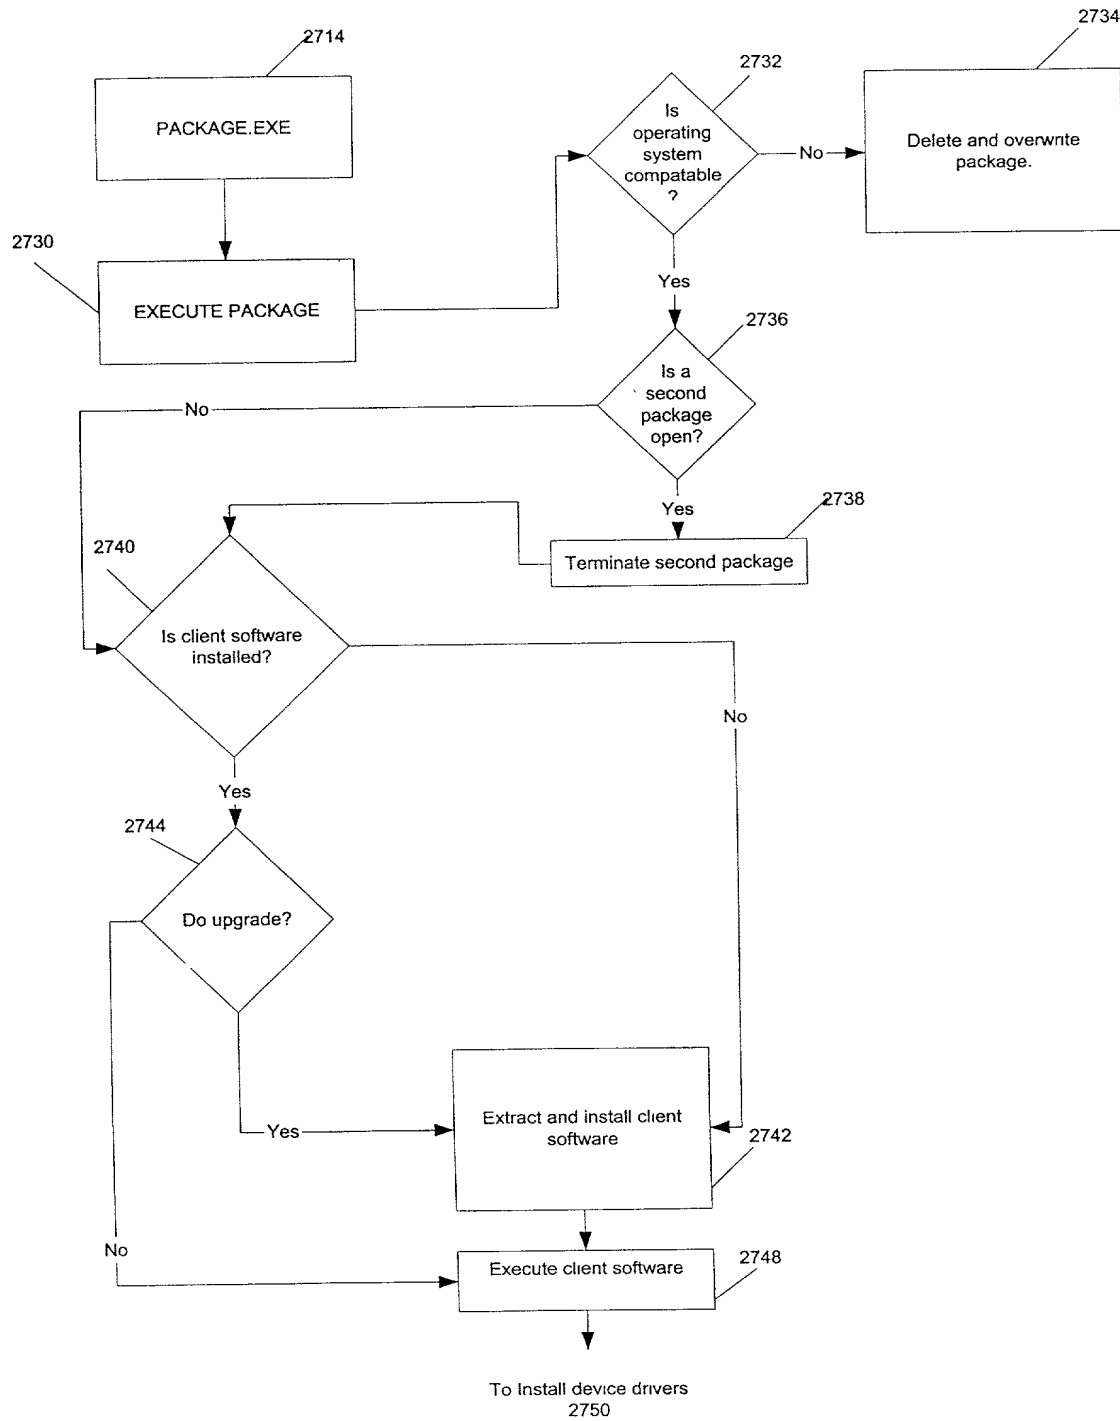 2714
PACKAGE.EXE
2730
EXECUTE PACKAGE
2732
Is
operating
system
compatable
?
No
2734
Delete and overwrite
package.
Yes
2736
Is a
second
package
open?
No
Yes
2738
Terminate second package
2740
Is client software
installed?
No
Yes
2744
Do upgrade?
Yes
Extract and install client
software
2742
No
Execute client software
2748
To Install device drivers
2750